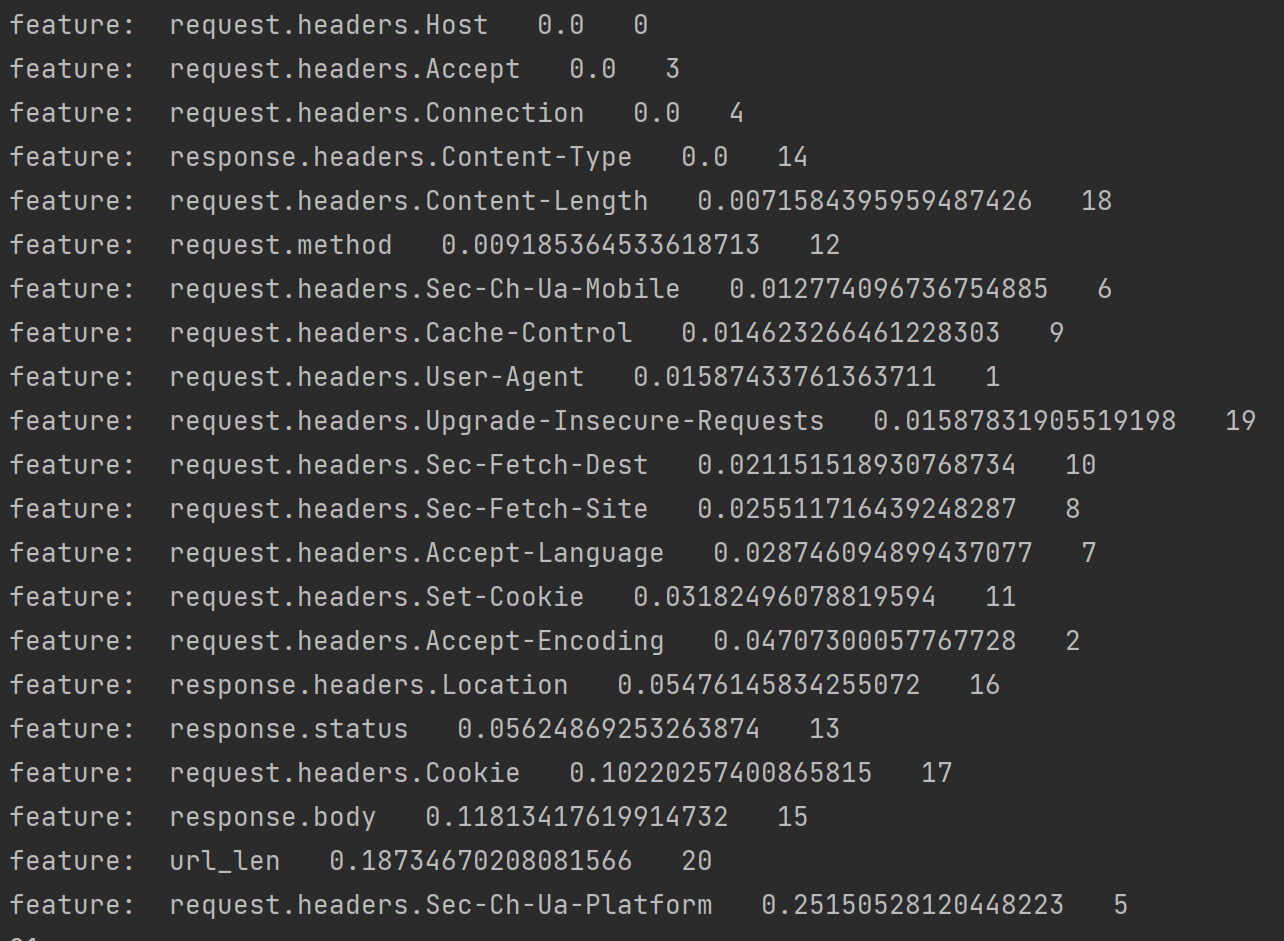 feature:  request.headers.Host   0.0   0
feature:  request.headers.Accept   0.0   3
feature:  request.headers.Connection   0.0   4
feature:  response.headers.Content-Type   0.0   14
feature:  request.headers.Content-Length   0.0071584395959487426   18
feature:  request.method   0.009185364533618713   12
feature:  request.headers.Sec-Ch-Ua-Mobile   0.012774096736754885   6
feature:  request.headers.Cache-Control   0.014623266461228303   9
feature:  request.headers.User-Agent   0.01587433761363711   1
feature:  request.headers.Upgrade-Insecure-Requests   0.01587831905519198   19
feature:  request.headers.Sec-Fetch-Dest   0.021151518930768734   10
feature:  request.headers.Sec-Fetch-Site   0.025511716439248287   8
feature:  request.headers.Accept-Language   0.028746094899437077   7
feature:  request.headers.Set-Cookie   0.03182496078819594   11
feature:  request.headers.Accept-Encoding   0.04707300057767728   2
feature:  response.headers.Location   0.05476145834255072   16
feature:  response.status   0.05624869253263874   13
feature:  request.headers.Cookie   0.10220257400865815   17
feature:  response.body   0.11813417619914732   15
feature:  url_len   0.18734670208081566   20
feature:  request.headers.Sec-Ch-Ua-Platform   0.25150528120448223   5